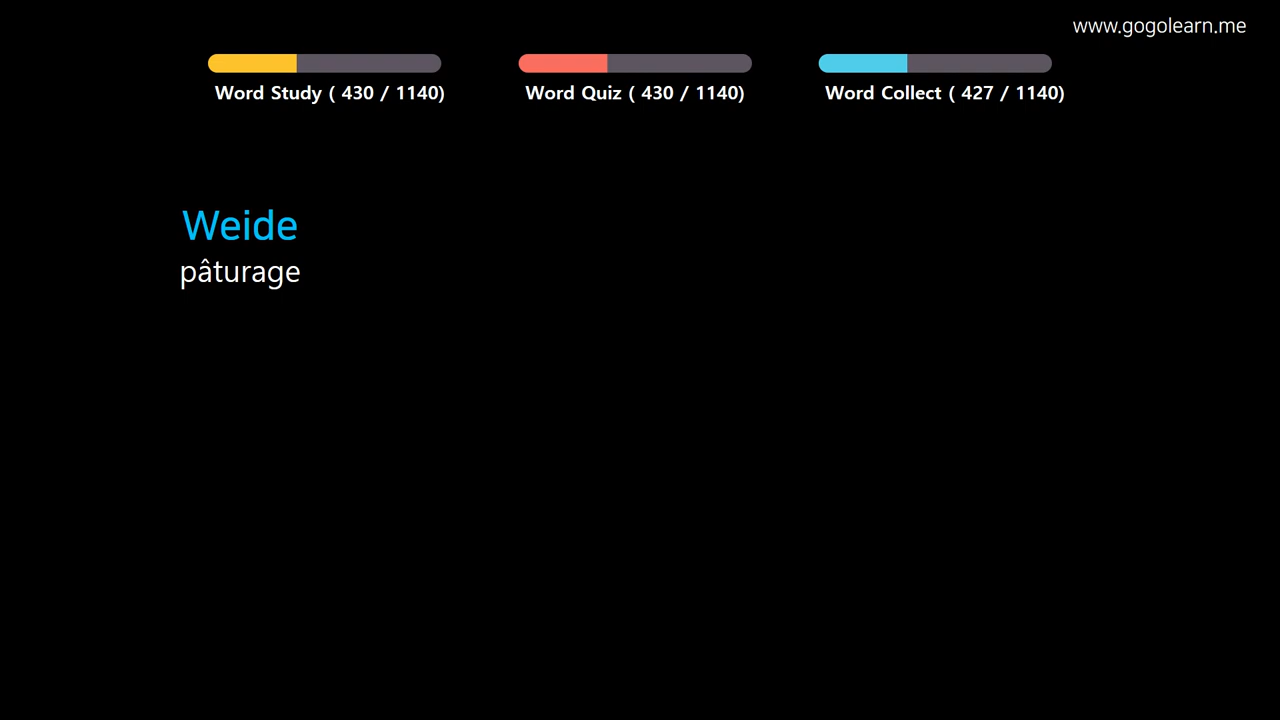 www.gogolearn.me
Word Study ( 430 / 1140)
Word Quiz ( 430 / 1140)
Word Collect ( 427 / 1140)
Weide
pâturage